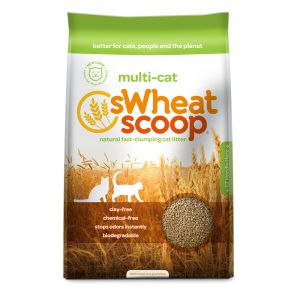 better for cats, people and the planet
multi-cat
sWheat
scoop®
natural fast-clumping cat litter
clay-free
chemical-free
stops odors instantly
biodegradable